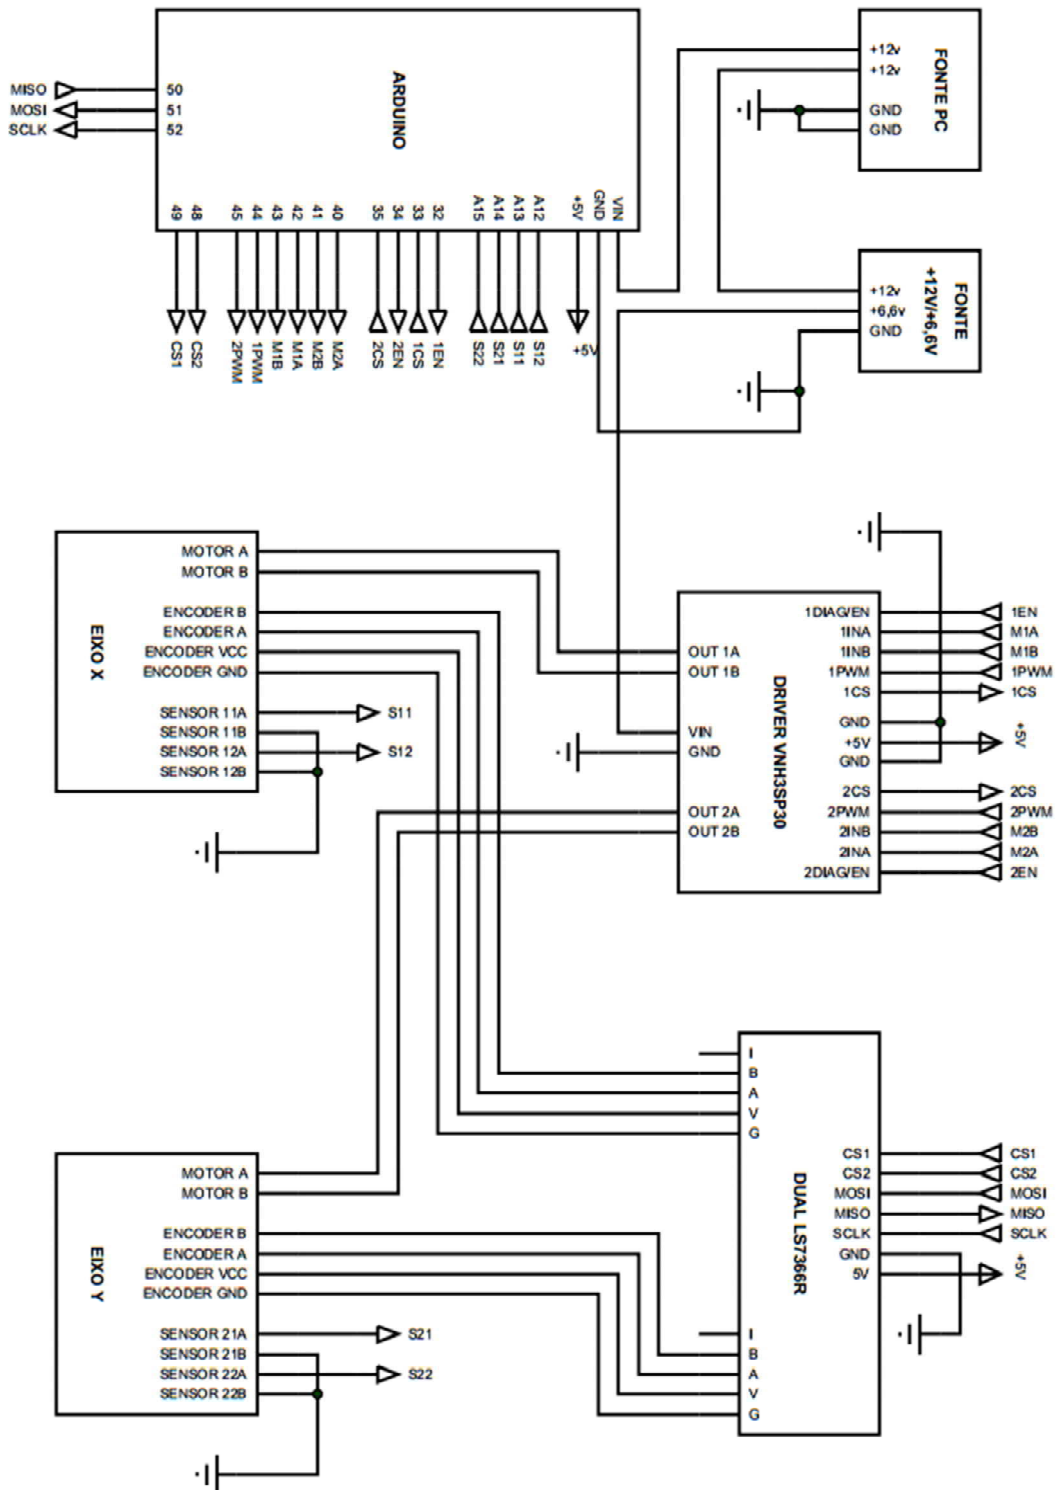 ARDUINO
MISO
MOSI
SCLK
50
51
52
49
48
45
44
43
42
41
40
35
34
33
32
A15
A14
A13
A12
+5V
GND
VIN
CS1
CS2
2PWM
1PWM
M1B
M1A
M2B
M2A
2CS
2EN
1CS
1EN
S22
S21
S11
S12
+5V
FONTE PC
+12v
+12v
GND
GND
FONTE
+12V/+6,6V
+12v
+6,6v
GND
EIXO X
MOTOR A
MOTOR B
ENCODER B
ENCODER A
ENCODER VCC
ENCODER GND
SENSOR 11A
SENSOR 11B
SENSOR 12A
SENSOR 12B
S11
S12
DRIVER VNH3SP30
OUT 1A
OUT 1B
VIN
GND
OUT 2A
OUT 2B
1DIAG/EN
1INA
1INB
1PWM
1CS
GND
+5V
GND
2CS
2PWM
2INB
2INA
2DIAG/EN
1EN
M1A
M1B
1PWM
1CS
+5V
2CS
2PWM
M2B
M2A
2EN
EIXO Y
MOTOR A
MOTOR B
ENCODER B
ENCODER A
ENCODER VCC
ENCODER GND
SENSOR 21A
SENSOR 21B
SENSOR 22A
SENSOR 22B
S21
S22
DUAL LS7366R
I
B
A
V
G
I
B
A
V
G
CS1
CS2
MOSI
MISO
SCLK
GND
5V
CS1
CS2
MOSI
MISO
SCLK
+5V